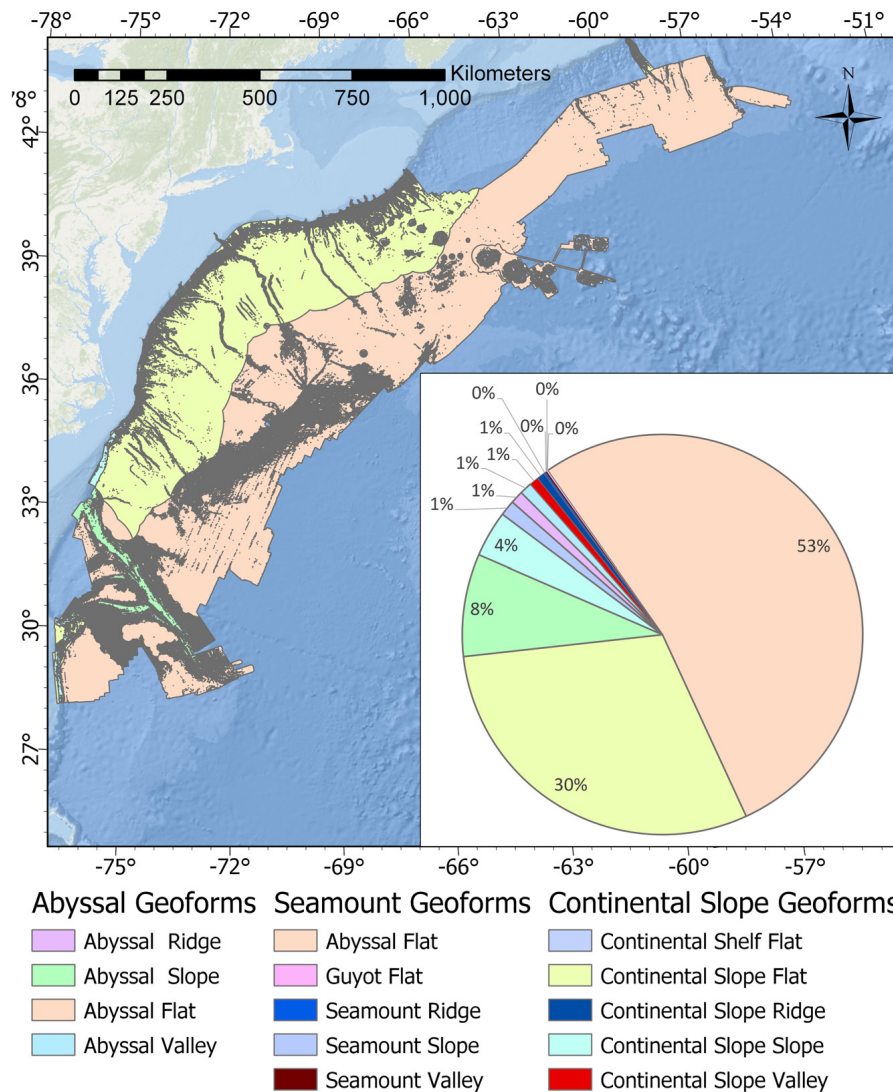 -78° -75° -72° -69° -66° -63° -60° -57° -54° -51°
Kilometers
0 125 250 500 750 1,000
N
42°
39°
36°
33°
30°
27°
0% 0%
0% 0%
1%
1%
1%
1%
1%
4%
8%
30%
53%
-75° -72° -69° -66° -63° -60° -57°
Abyssal Geoforms Seamount Geoforms Continental Slope Geoforms
Abyssal Ridge Abyssal Flat Continental Shelf Flat
Abyssal Slope Guyot Flat Continental Slope Flat
Abyssal Flat Seamount Ridge Continental Slope Ridge
Abyssal Valley Seamount Slope Continental Slope Slope
Seamount Valley Continental Slope Valley